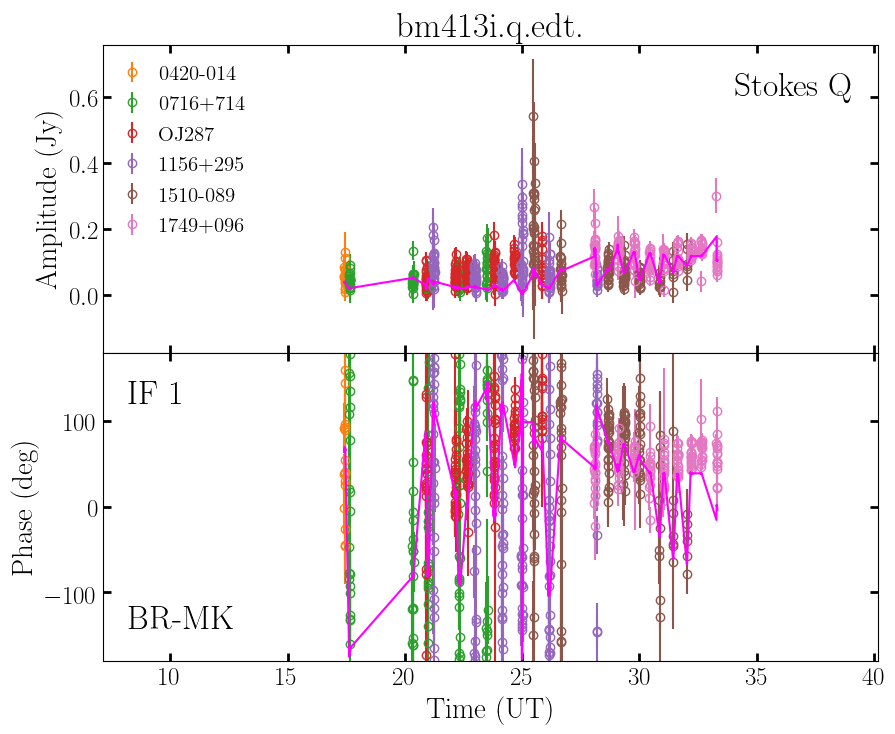 bm413i.q.edt.
0420-014
0716+714
OJ287
1156+295
1510-089
1749+096
Stokes Q
Amplitude (Jy)
0.6
0.4
0.2
0.0
IF 1
BR-MK
Phase (deg)
100
0
−100
10 15 20 25 30 35 40
Time (UT)